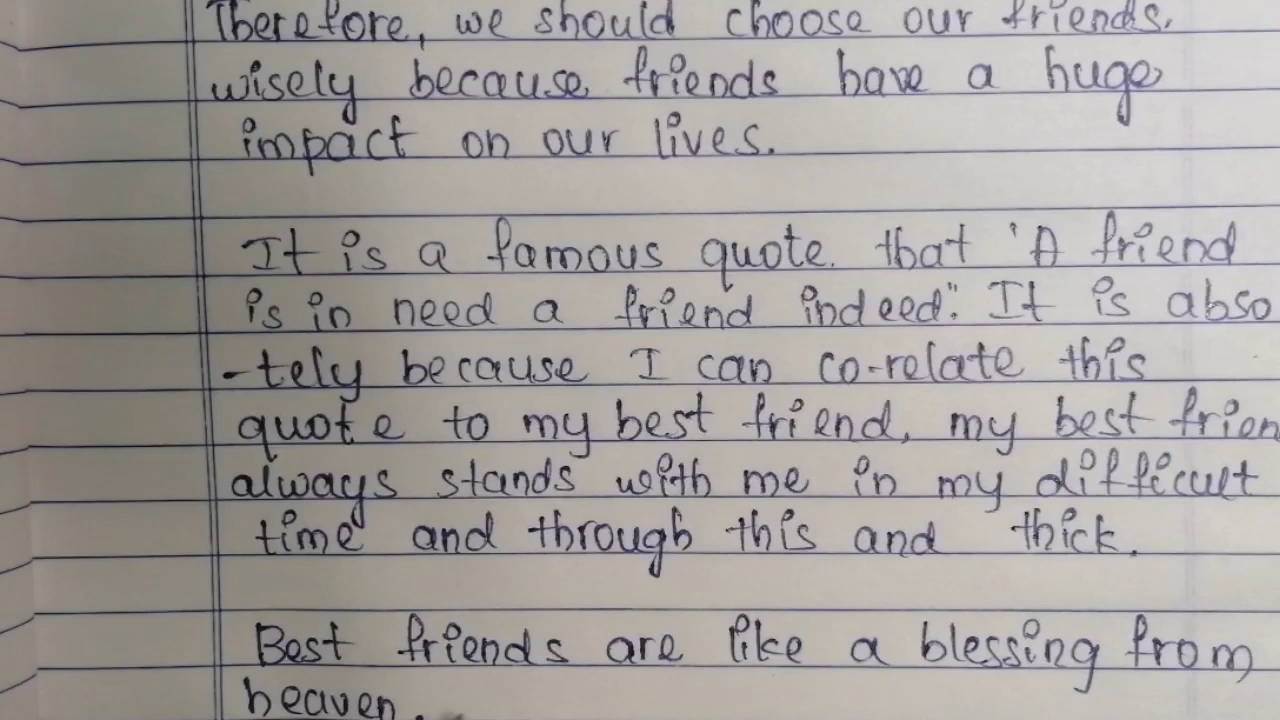 Therefore, we should choose our friends.
wisely because friends have a huge
impact on our lives.
It is a famous quote. that 'A friend
is in need a friend indeed". It is abso
-tely because I can co-relate this
quote to my best friend, my best frien
always stands with me in my difficult
time and through this and thick.
Best friends are like a blessing from
heaven.